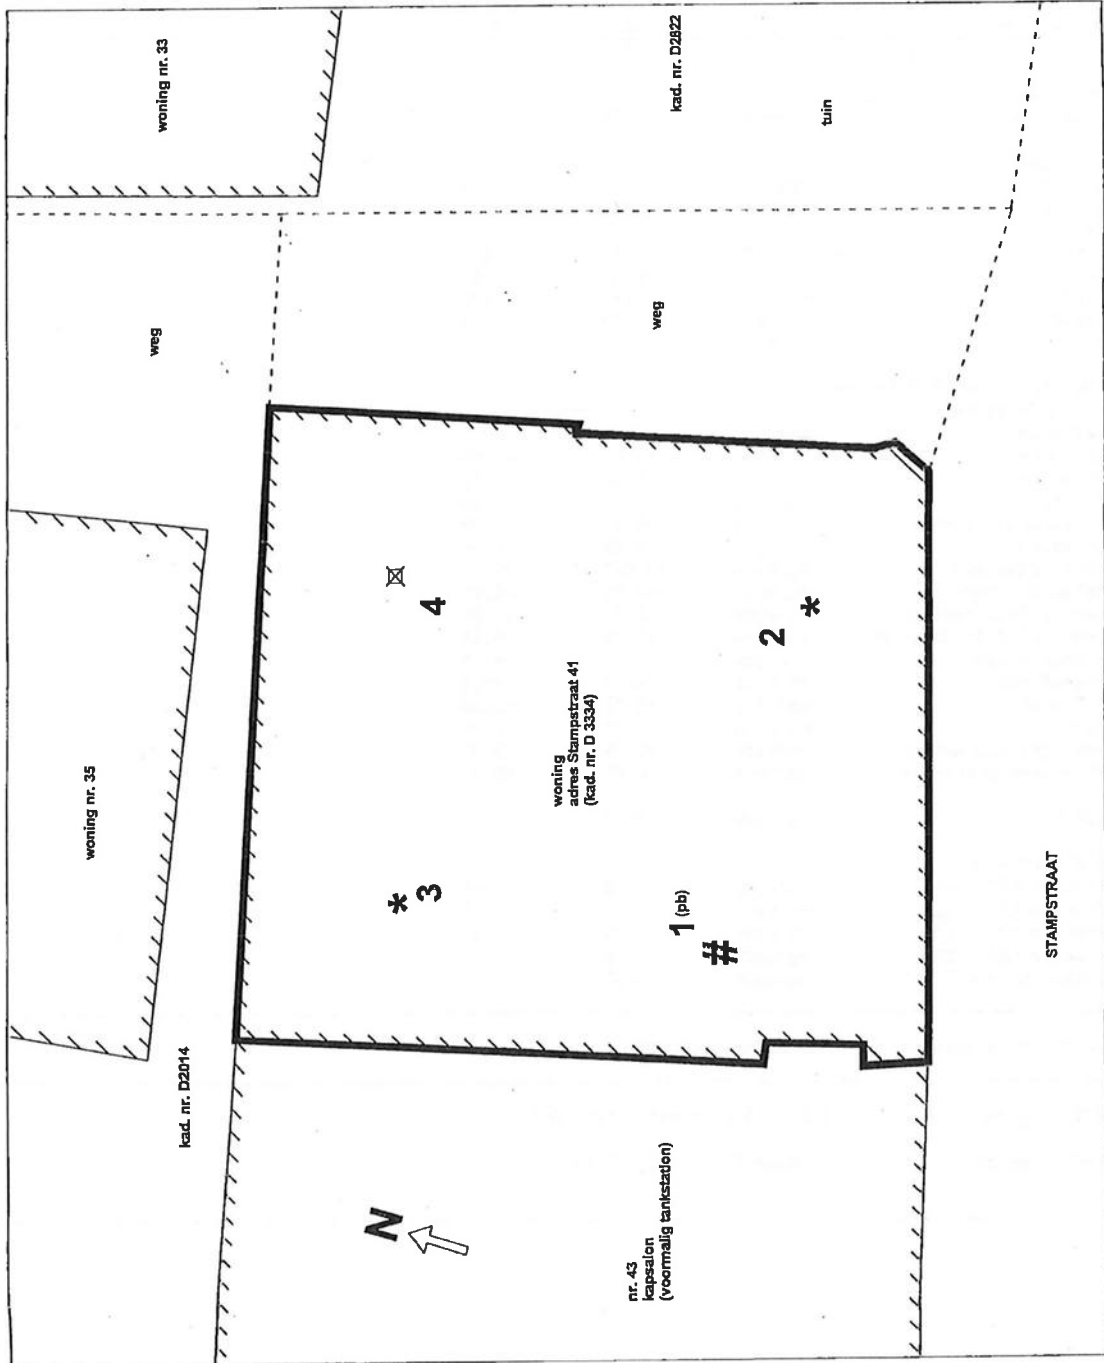 woning nr. 33
kad. nr. D2822
tuin
weg
weg
woning nr. 35
4
2
woning
adres Stampstraat 41
(kad. nr. D 3334)
* 3
1 (pb)
#
*
kad. nr. D2014
STAMPSTRAAT
N
nr. 43
kapsalon
(voormalig tankstation)